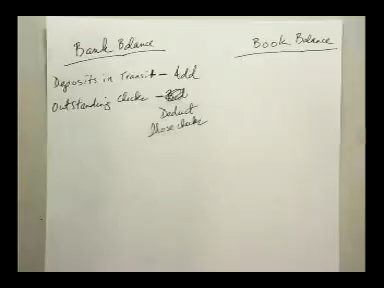 Bank Balance
Book Balance
Deposits in Transit - Add
Outstanding Checks -
Deduct
Those checks